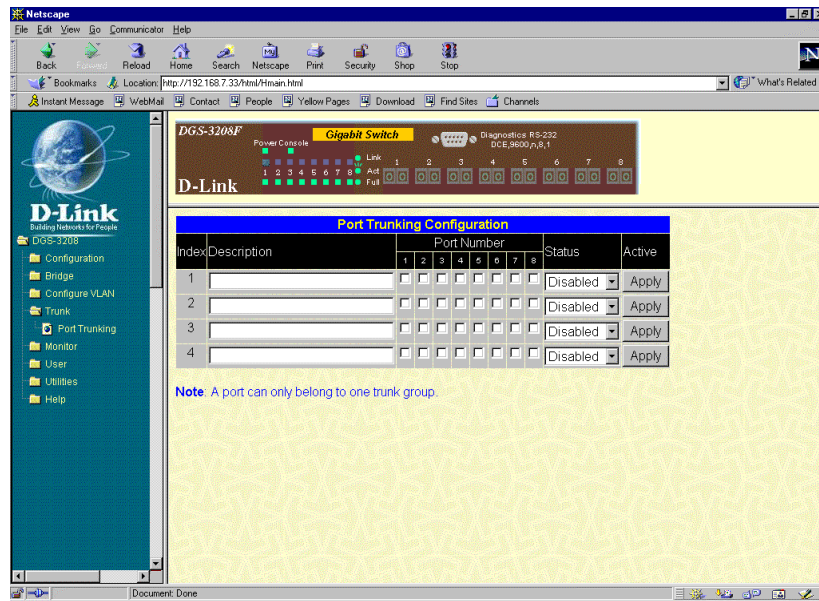 Netscape
File Edit View Go Communicator Help
Back Forward Reload Home Search Netscape Print Security Shop Stop
Bookmarks Location: http://192.168.7.33/html/Hmain.html What's Related
Instant Message WebMail Contact People Yellow Pages Download Find Sites Channels
D-Link
Building Networks for People
DGS-3208
Configuration
Bridge
Configure VLAN
Trunk
Port Trunking
Monitor
User
Utilities
Help
DGS-3208F
Gigabit Switch
Power Console
Diagnostics RS-232
DCE,9600,n,8,1
Link
Act
Full
1 2 3 4 5 6 7 8
1 2 3 4 5 6 7 8
D-Link
Port Trunking Configuration
Index Description Port Number Status Active
1 2 3 4 5 6 7 8
1 Disabled Apply
2 Disabled Apply
3 Disabled Apply
4 Disabled Apply
Note: A port can only belong to one trunk group.
Document: Done